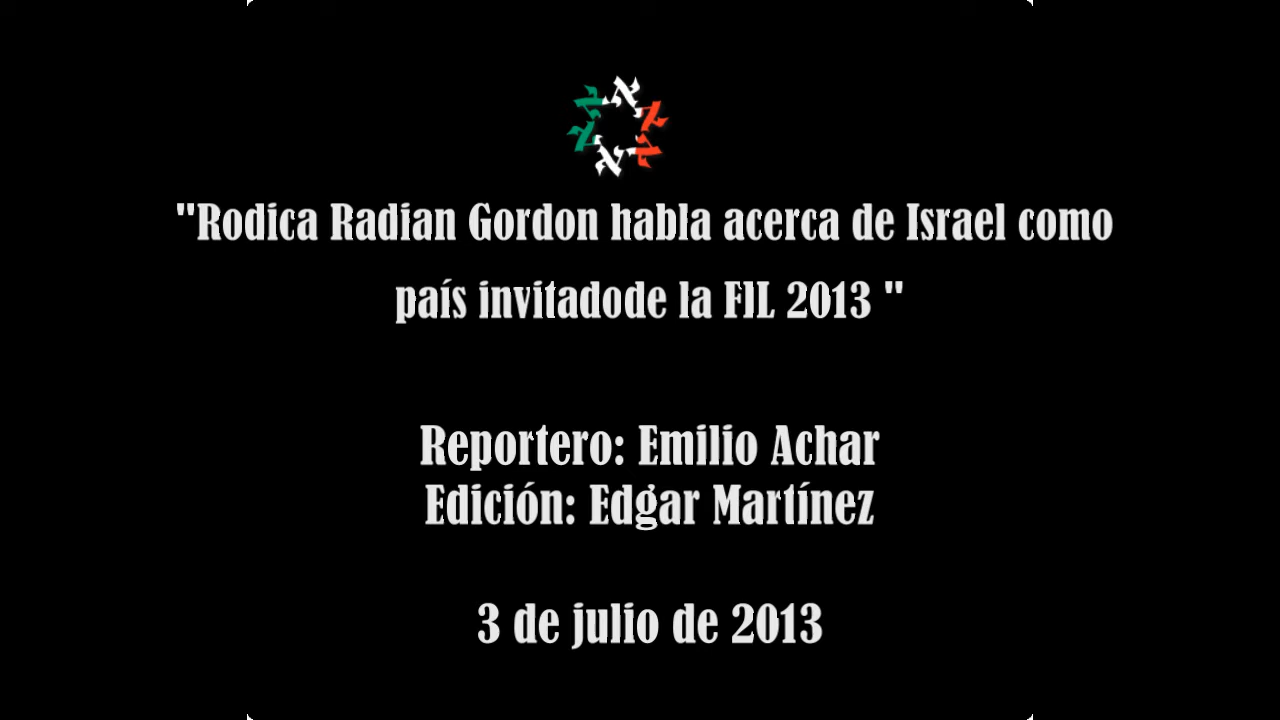 "Rodica Radian Gordon habla acerca de Israel como
país invitadode la FIL 2013 "
Reportero: Emilio Achar
Edición: Edgar Martínez
3 de julio de 2013